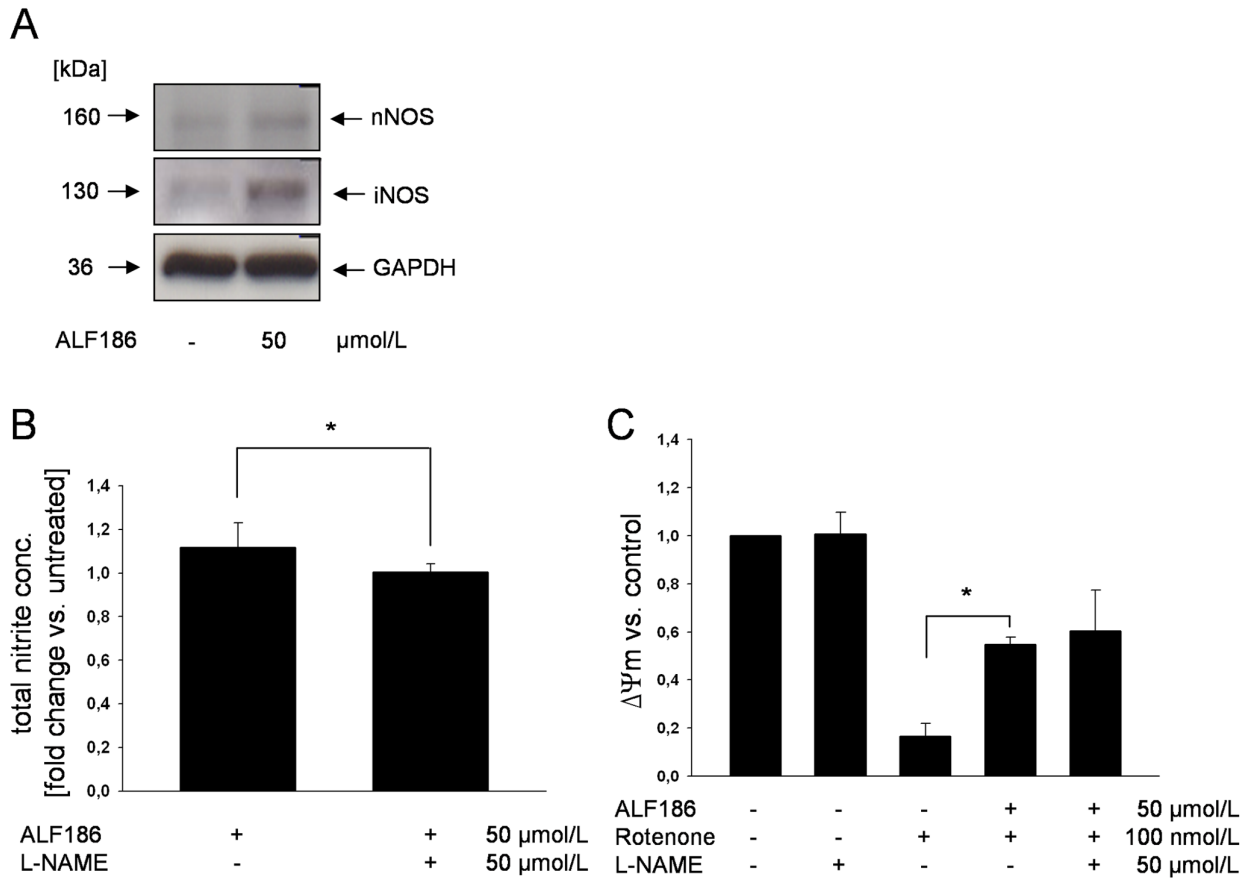 A
[kDa]
160 nNOS
130 iNOS
36 GAPDH
ALF186 - 50 µmol/L
B
*
total nitrite conc.
[fold change vs. untreated]
1,4
1,2
1,0
0,8
0,6
0,4
0,2
0,0
ALF186 + + 50 µmol/L
L-NAME - + 50 µmol/L
C
*
ΔΨm vs. control
1,4
1,2
1,0
0,8
0,6
0,4
0,2
0,0
ALF186 - - - + + 50 µmol/L
Rotenone - - + + + 100 nmol/L
L-NAME - + - - + 50 µmol/L